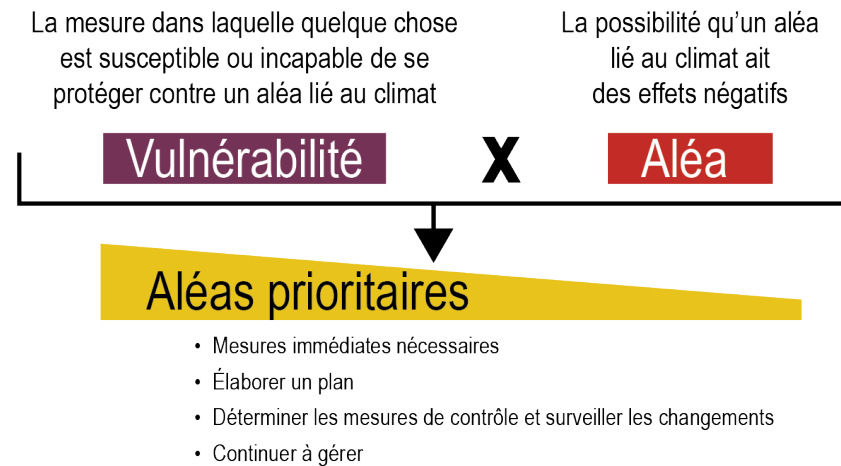 La mesure dans laquelle quelque chose
est susceptible ou incapable de se
protéger contre un aléa lié au climat
La possibilité qu'un aléa
lié au climat ait
des effets négatifs
Vulnérabilité
X
Aléa
Aléas prioritaires
• Mesures immédiates nécessaires
• Élaborer un plan
• Déterminer les mesures de contrôle et surveiller les changements
• Continuer à gérer